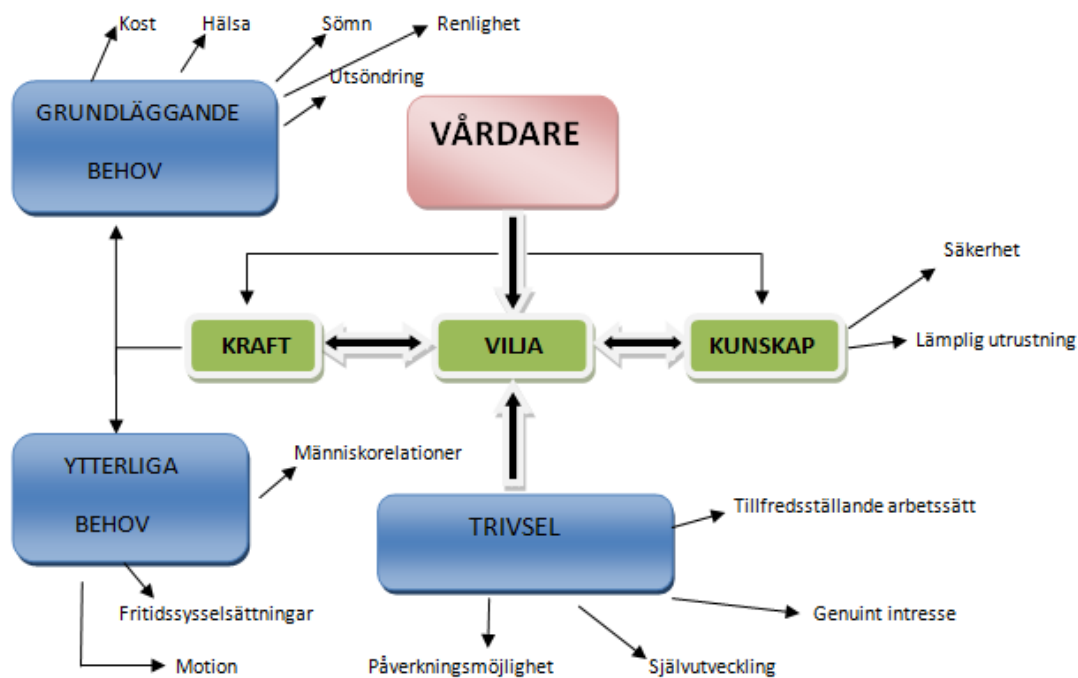 Kost
Hälsa
Sömn
Renlighet
Utsöndring
GRUNDLÄGGANDE
BEHOV
VÅRDARE
Säkerhet
KRAFT
VILJA
KUNSKAP
Lämplig utrustning
YTTERLIGA
BEHOV
Människorelationer
TRIVSEL
Tillfredsställande arbetssätt
Fritidssysselsättningar
Genuint intresse
Motion
Påverkningsmöjlighet
Självutveckling